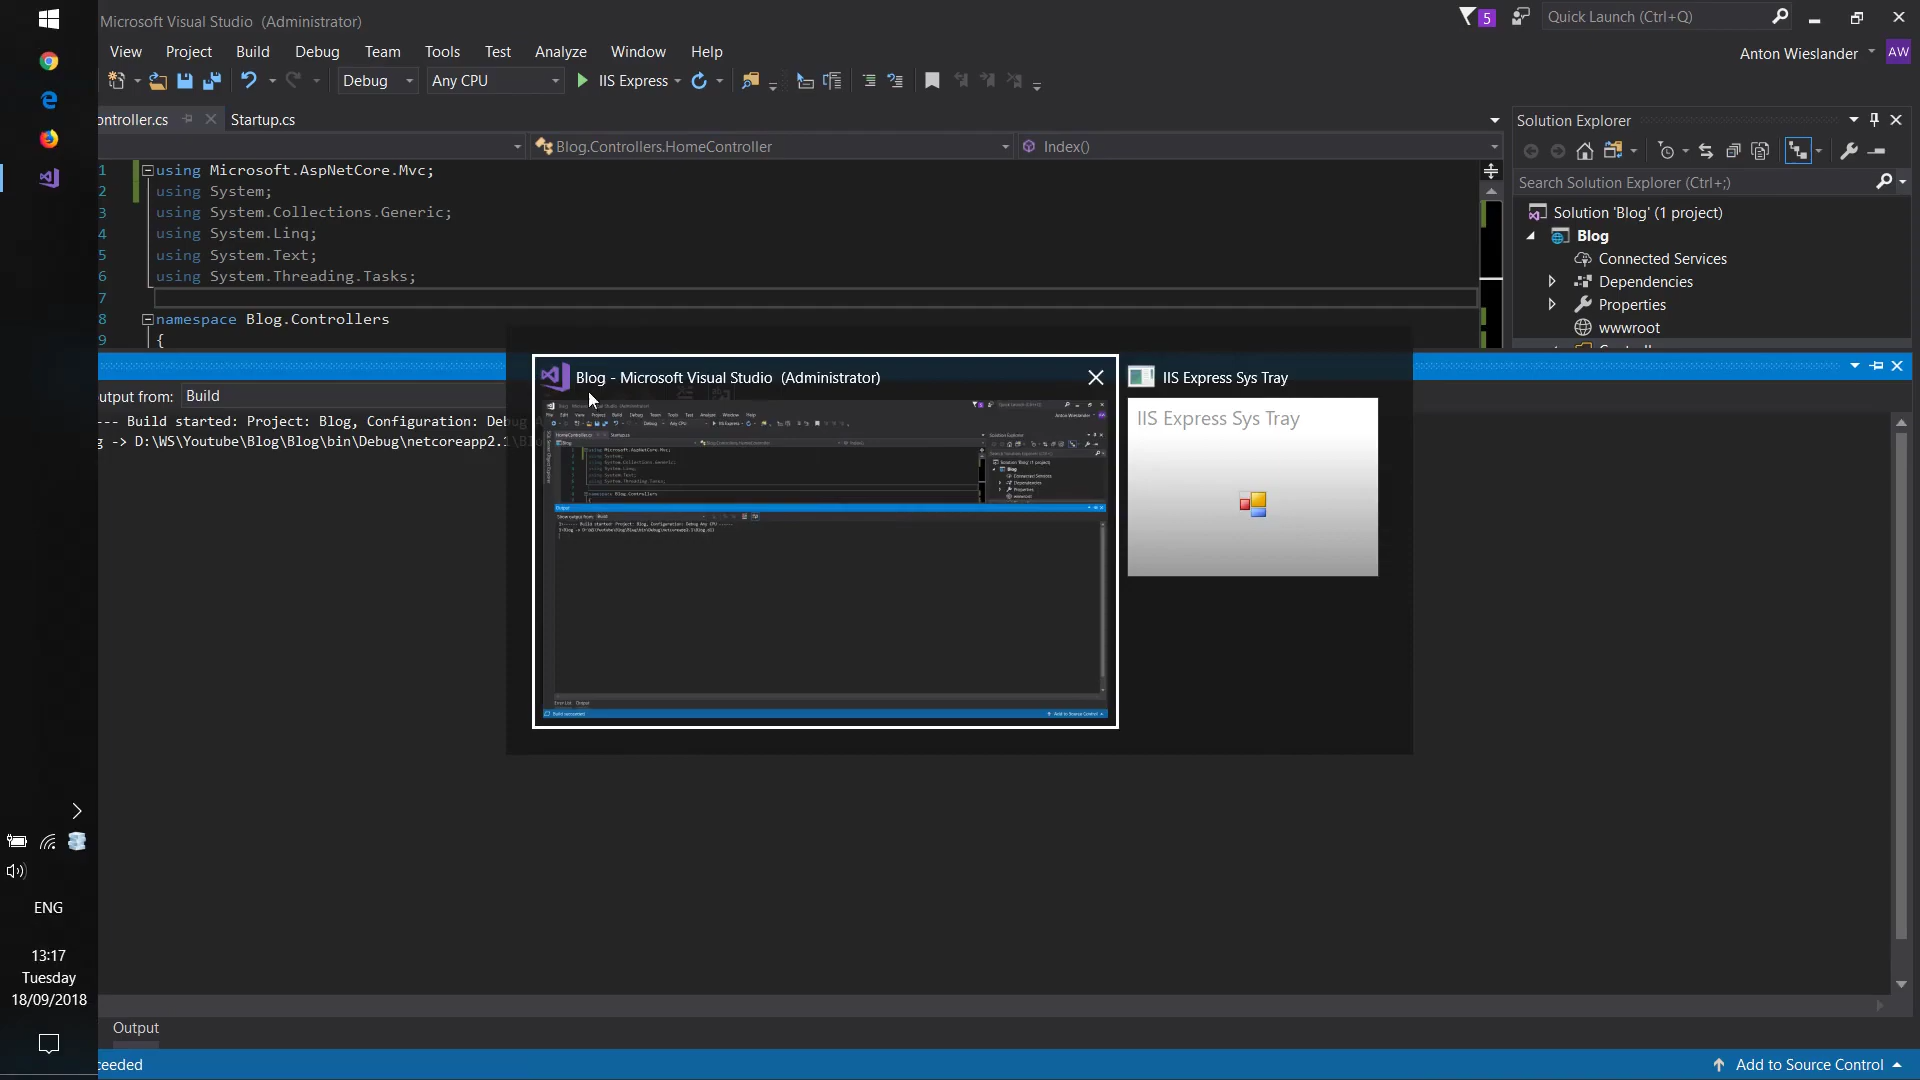 Microsoft Visual Studio (Administrator)
5
Quick Launch (Ctrl+Q)
View Project Build Debug Team Tools Test Analyze Window Help
Anton Wieslander AW
Debug Any CPU IIS Express
ontroller.cs Startup.cs
Blog.Controllers.HomeController Index()
1 using Microsoft.AspNetCore.Mvc;
2 using System;
3 using System.Collections.Generic;
4 using System.Linq;
5 using System.Text;
6 using System.Threading.Tasks;
7
8 namespace Blog.Controllers
9 {
Solution Explorer
Search Solution Explorer (Ctrl+;)
Solution 'Blog' (1 project)
Blog
Connected Services
Dependencies
Properties
wwwroot
utput from: Build
--- Build started: Project: Blog, Configuration: Debug
g -> D:\WS\Youtube\Blog\Blog\bin\Debug\netcoreapp2.1\Blo
Blog - Microsoft Visual Studio (Administrator)
IIS Express Sys Tray
IIS Express Sys Tray
ENG
13:17
Tuesday
18/09/2018
Output
ceeded
Add to Source Control